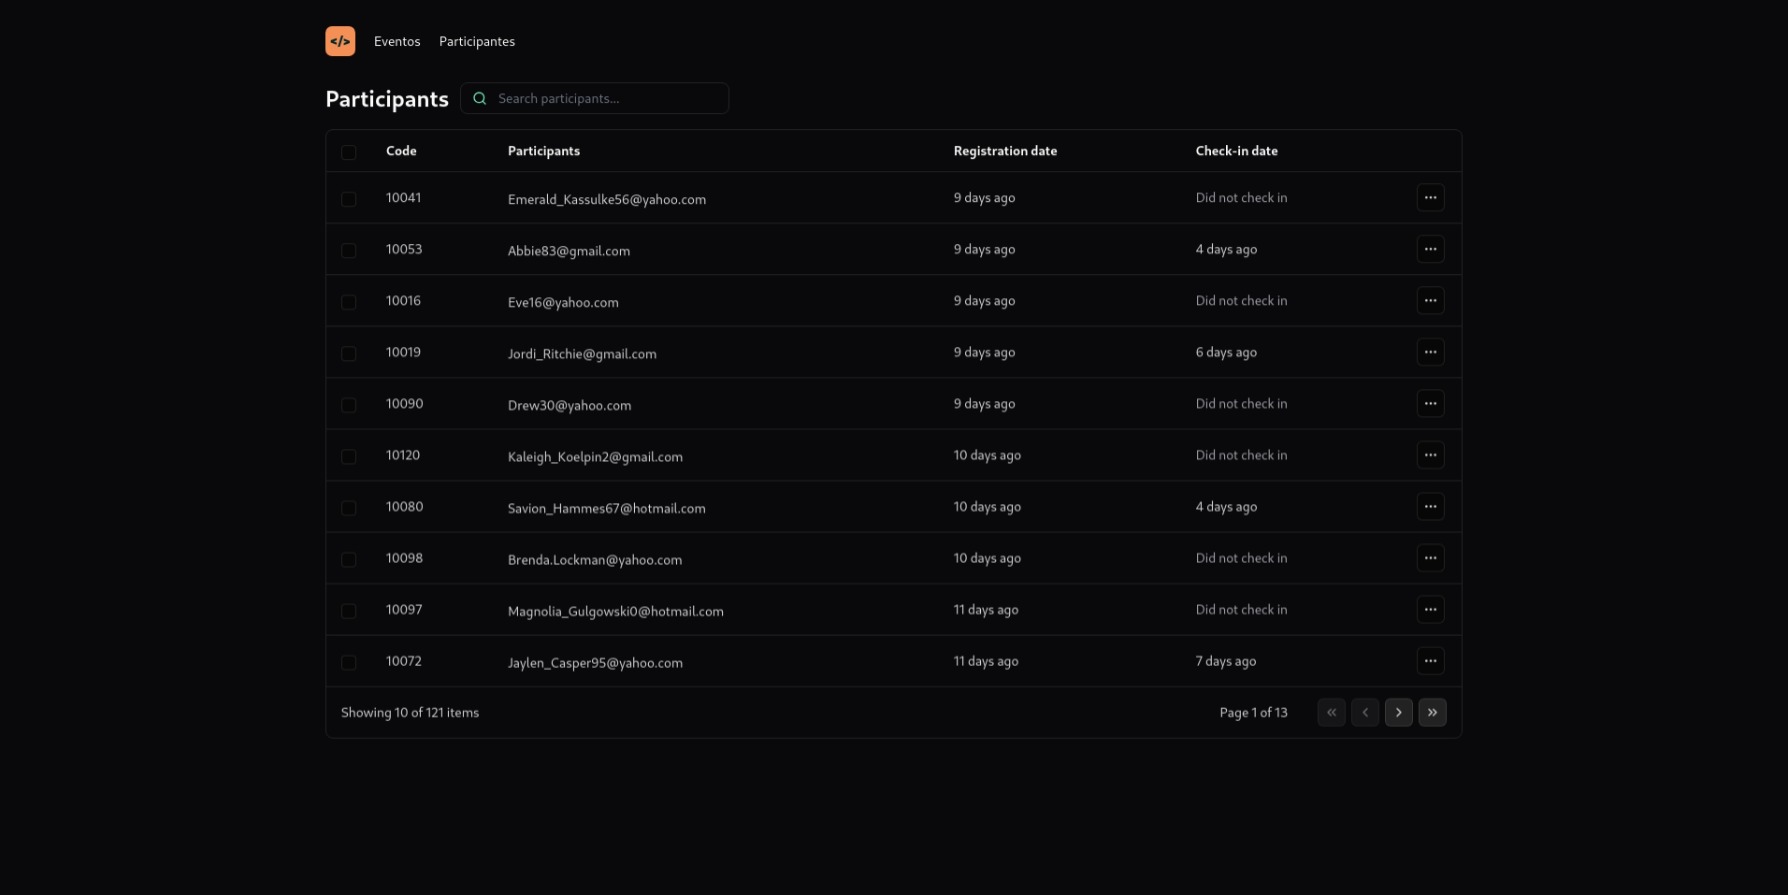 </> Eventos Participantes
Participants Search participants...
Code Participants Registration date Check-in date
10041 Emerald_Kassulke56@yahoo.com 9 days ago Did not check in
10053 Abbie83@gmail.com 9 days ago 4 days ago
10016 Eve16@yahoo.com 9 days ago Did not check in
10019 Jordi_Ritchie@gmail.com 9 days ago 6 days ago
10090 Drew30@yahoo.com 9 days ago Did not check in
10120 Kaleigh_Koelpin2@gmail.com 10 days ago Did not check in
10080 Savion_Hammes67@hotmail.com 10 days ago 4 days ago
10098 Brenda.Lockman@yahoo.com 10 days ago Did not check in
10097 Magnolia_Gulgowski0@hotmail.com 11 days ago Did not check in
10072 Jaylen_Casper95@yahoo.com 11 days ago 7 days ago
Showing 10 of 121 items Page 1 of 13